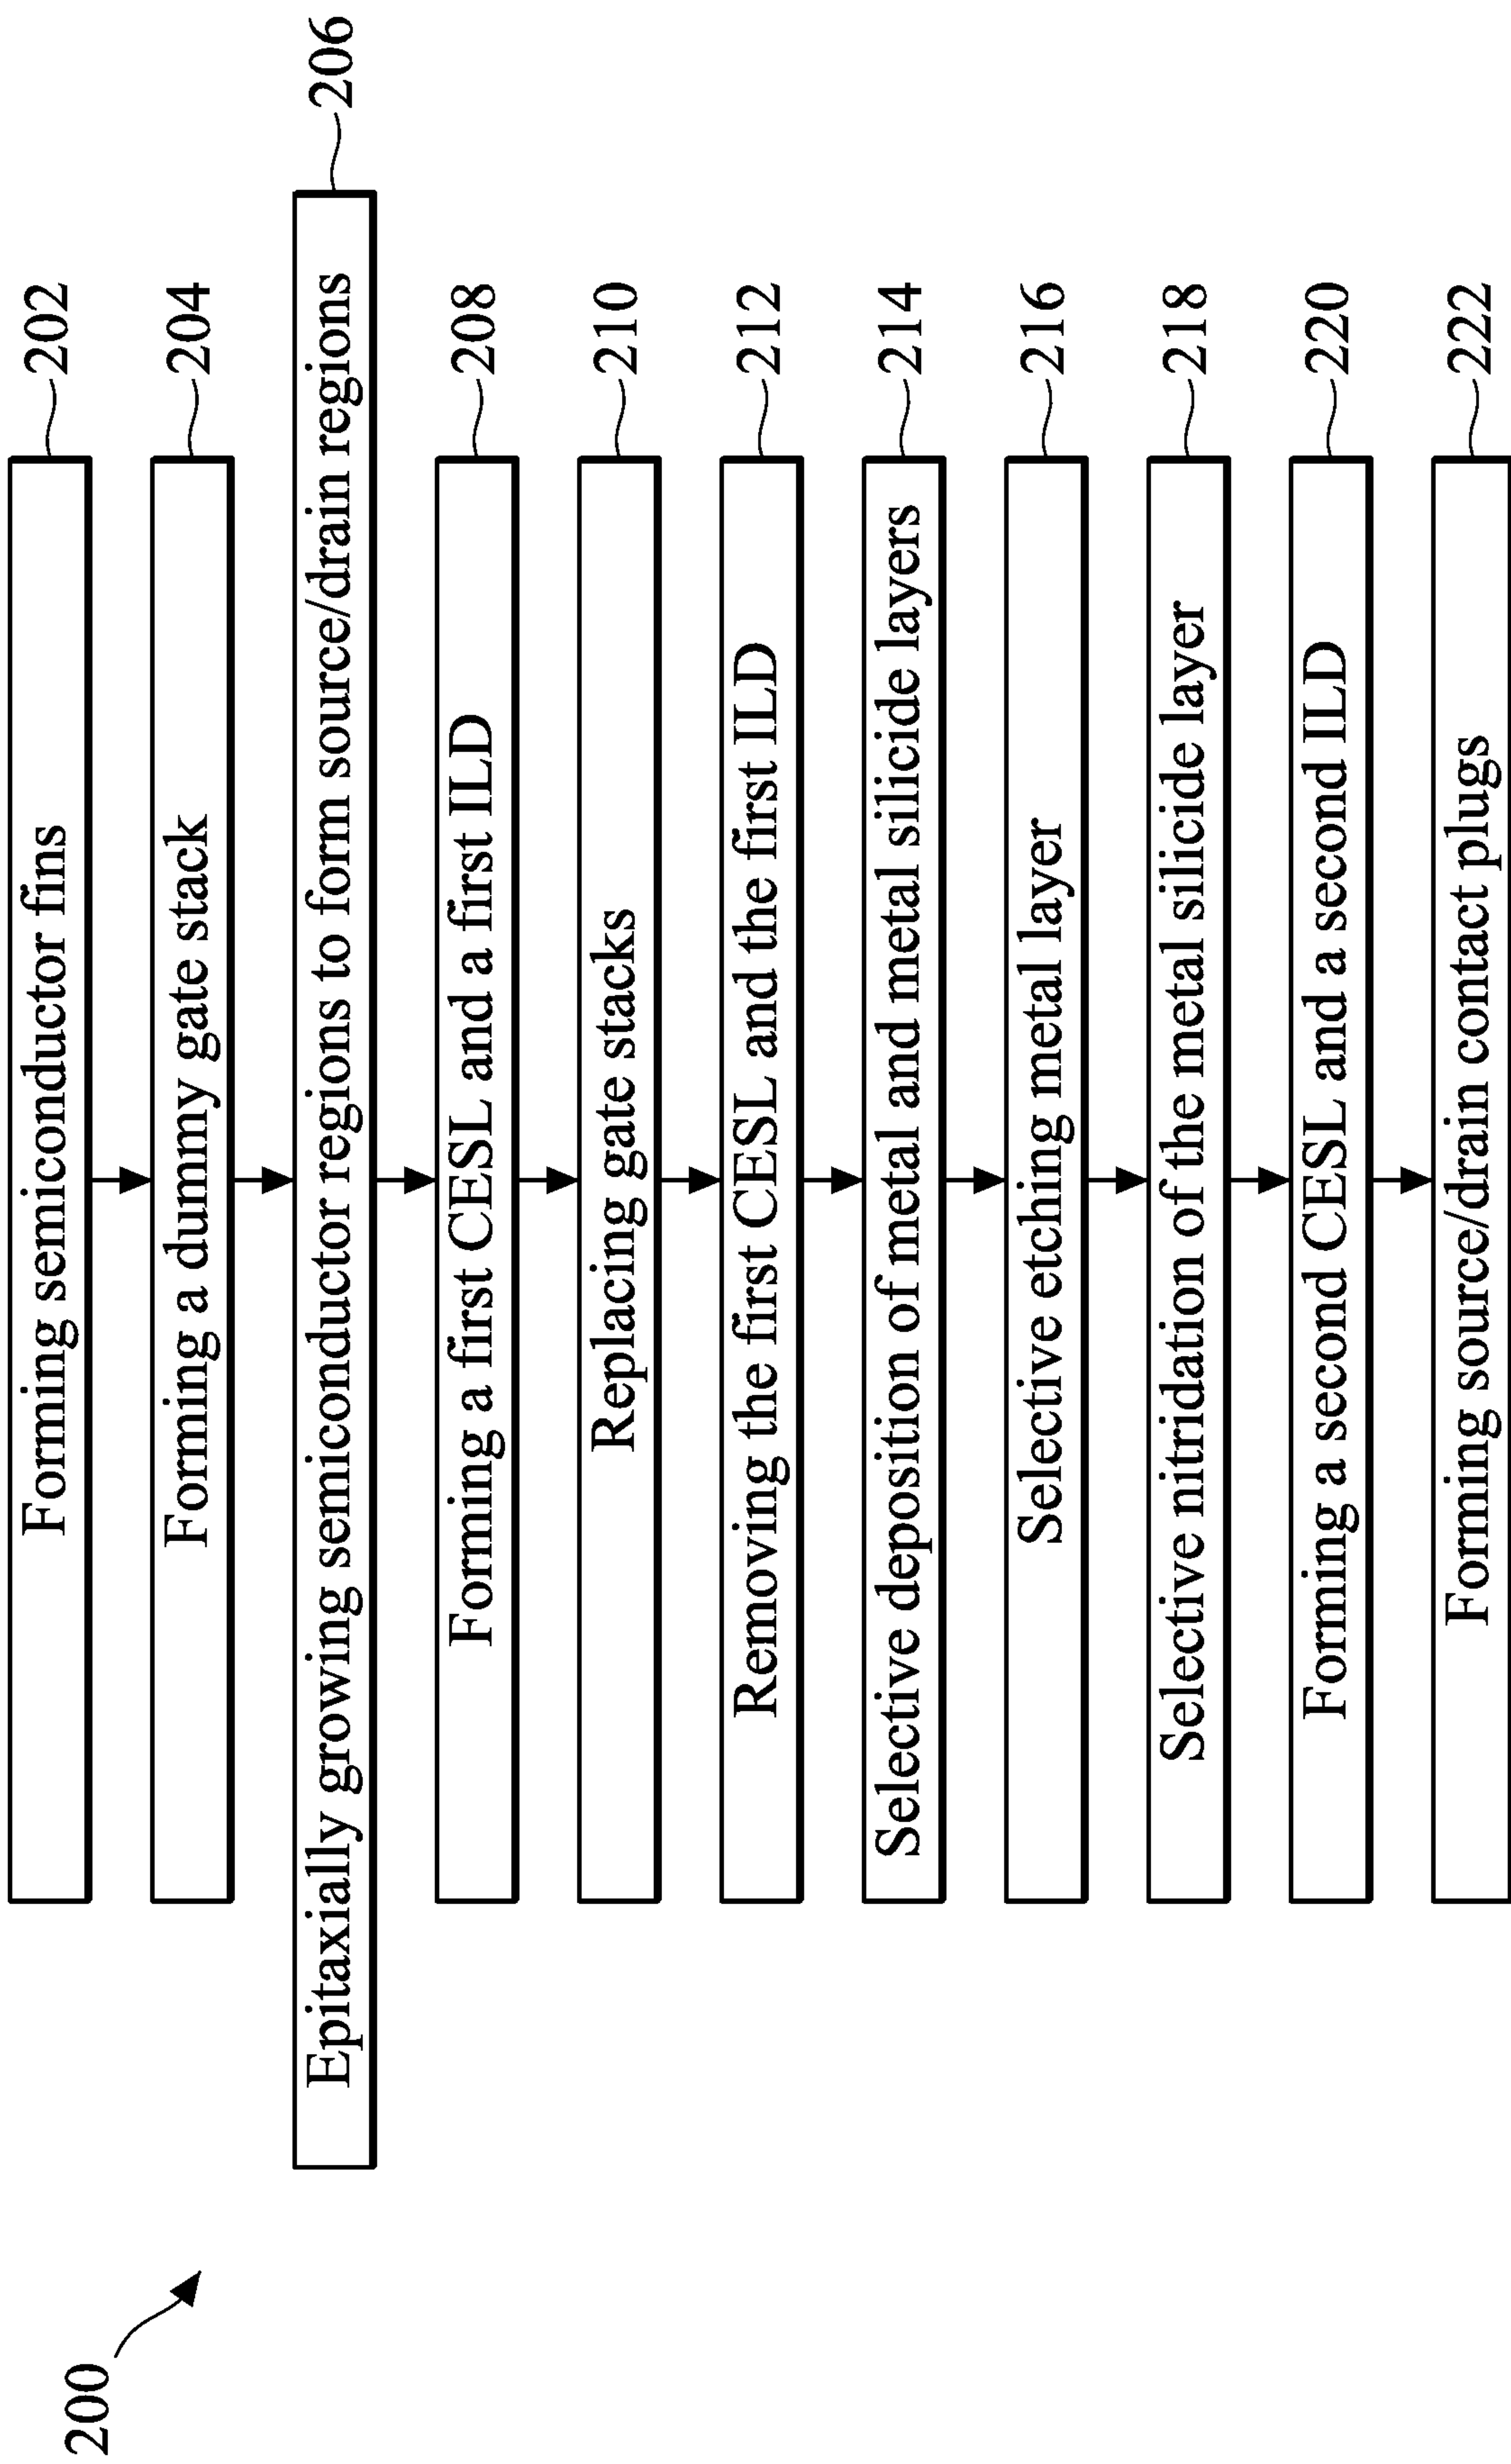 200
Forming semiconductor fins
202
Forming a dummy gate stack
204
Epitaxially growing semiconductor regions to form source/drain regions
206
Forming a first CESL and a first ILD
208
Replacing gate stacks
210
Removing the first CESL and the first ILD
212
Selective deposition of metal and metal silicide layers
214
Selective etching metal layer
216
Selective nitridation of the metal silicide layer
218
Forming a second CESL and a second ILD
220
Forming source/drain contact plugs
222